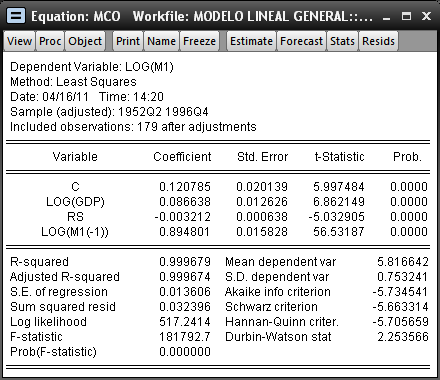 Equation: MCO Workfile: MODELO LINEAL GENERAL::...
View Proc Object Print Name Freeze Estimate Forecast Stats Resids
Dependent Variable: LOG(M1)
Method: Least Squares
Date: 04/16/11 Time: 14:20
Sample (adjusted): 1952Q2 1996Q4
Included observations: 179 after adjustments
Variable Coefficient Std. Error t-Statistic Prob.
C 0.120785 0.020139 5.997484 0.0000
LOG(GDP) 0.086638 0.012626 6.862149 0.0000
RS -0.003212 0.000638 -5.032905 0.0000
LOG(M1(-1)) 0.894801 0.015828 56.53187 0.0000
R-squared 0.999679 Mean dependent var 5.816642
Adjusted R-squared 0.999674 S.D. dependent var 0.753241
S.E. of regression 0.013606 Akaike info criterion -5.734541
Sum squared resid 0.032396 Schwarz criterion -5.663314
Log likelihood 517.2414 Hannan-Quinn criter. -5.705659
F-statistic 181792.7 Durbin-Watson stat 2.253566
Prob(F-statistic) 0.000000